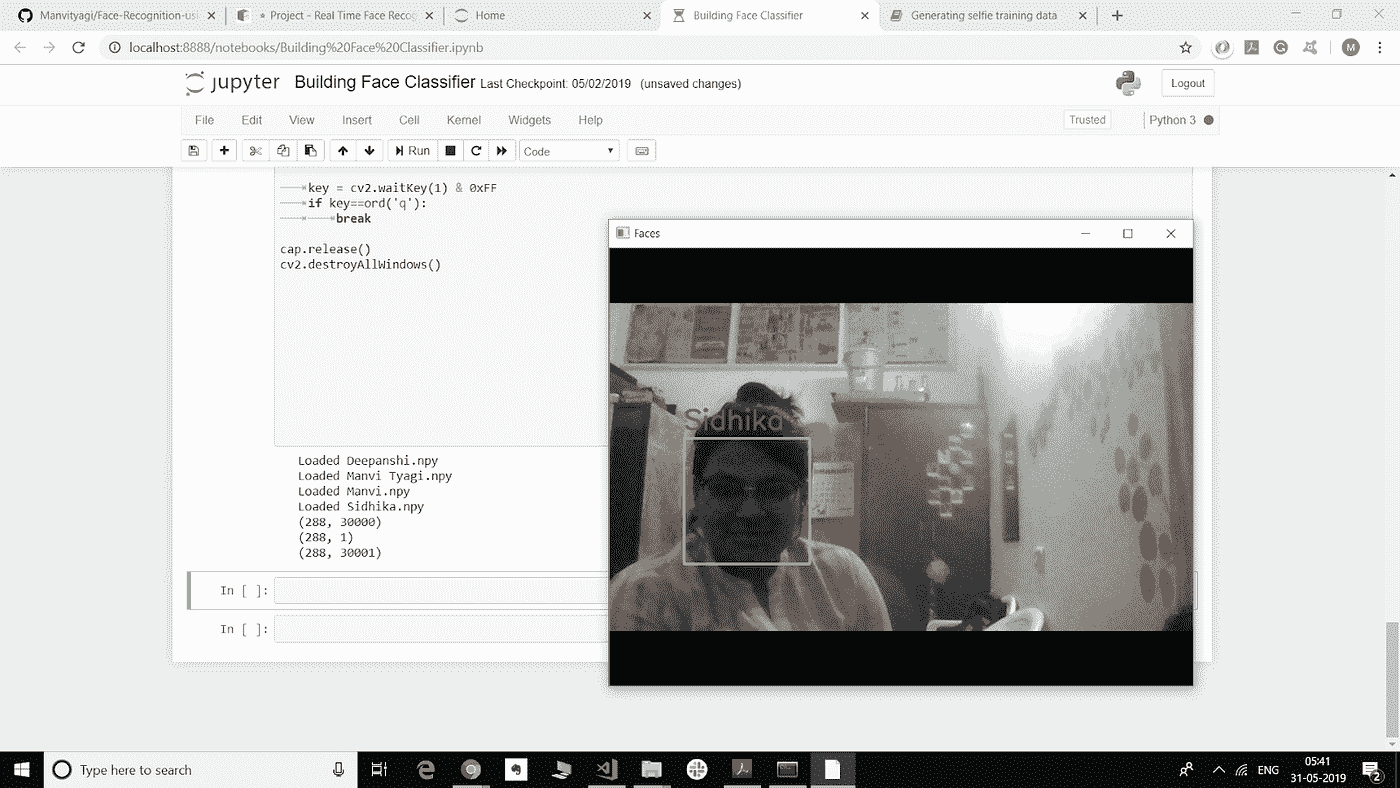 Manvityagi/Face-Recognition-usi
Project - Real Time Face Recog
Home
Building Face Classifier
Generating selfie training data
localhost:8888/notebooks/Building%20Face%20Classifier.ipynb
M
jupyter Building Face Classifier Last Checkpoint: 05/02/2019 (unsaved changes)
Logout
File Edit View Insert Cell Kernel Widgets Help
Trusted Python 3
Run Code
key = cv2.waitKey(1) & 0xFF
if key==ord('q'):
break
cap.release()
cv2.destroyAllWindows()
Faces
Sidhika
Loaded Deepanshi.npy
Loaded Manvi Tyagi.npy
Loaded Manvi.npy
Loaded Sidhika.npy
(288, 30000)
(288, 1)
(288, 30001)
In [ ]:
In [ ]:
Type here to search
ENG
05:41
31-05-2019
2